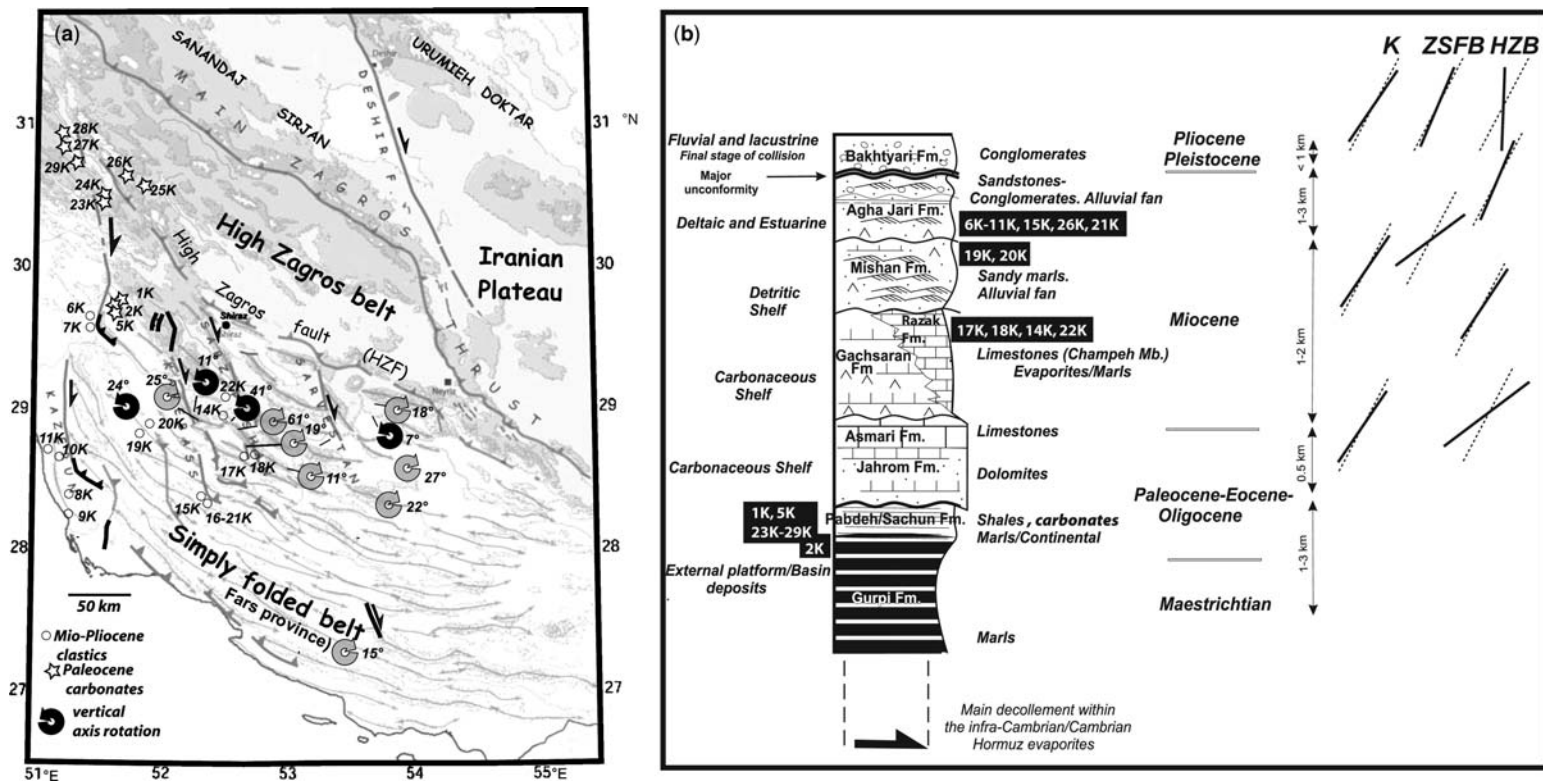 (a)
SANANDAJ
SIRJAN
URUMIEH DOKTAR
MAIN ZAGROS THRUST
DESHIR F.
31
31
°N
28K
27K
29K
26K
25K
24K
23K
High Zagros belt
Iranian
Plateau
30
30
High
Zagros
fault
(HZF)
1K
2K
5K
6K
7K
Shiraz
Shiraz
Neyriz
11°
24°
25°
22K
41°
14K
61°
19°
18°
7°
29
29
KAZERUN
SARVESTAN
20K
19K
11K
10K
17K
18K
11°
27°
22°
8K
9K
15K
16-21K
28
28
Simply folded belt
Fars province)
50 km
Mio-Pliocene
clastics
Paleocene
carbonates
vertical
axis rotation
15°
27
27
51°E
52
53
54
55°E
(b)
K
ZSFB
HZB
Fluvial and lacustrine
Final stage of collision
Major
unconformity
Bakhtyari Fm.
Conglomerates
Pliocene
Pleistocene
< 1 km
Sandstones-
Conglomerates. Alluvial fan
Deltaic and Estuarine
Agha Jari Fm.
6K-11K, 15K, 26K, 21K
1-3 km
19K, 20K
Mishan Fm.
Sandy marls.
Alluvial fan
Detritic
Shelf
Razak
Fm.
17K, 18K, 14K, 22K
Miocene
Gachsaran
Fm
Limestones (Champeh Mb.)
Evaporites/Marls
1-2 km
Carbonaceous
Shelf
Asmari Fm.
Limestones
Carbonaceous Shelf
Jahrom Fm.
Dolomites
0.5 km
Paleocene-Eocene-
Oligocene
1K, 5K
23K-29K
2K
Pabdeh/Sachun Fm.
Shales , carbonates
Marls/Continental
External platform/Basin
deposits
Gurpi Fm.
Maestrichtian
1-3 km
Marls
Main decollement within
the infra-Cambrian/Cambrian
Hormuz evaporites